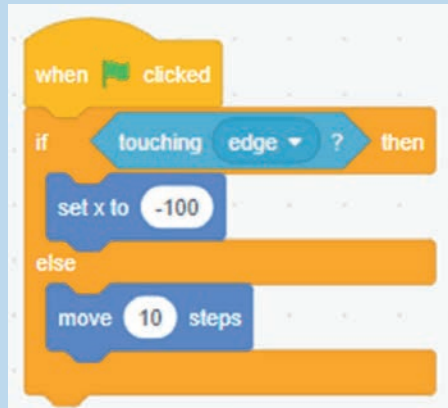 when clicked
if touching edge ? then
set x to -100
else
move 10 steps